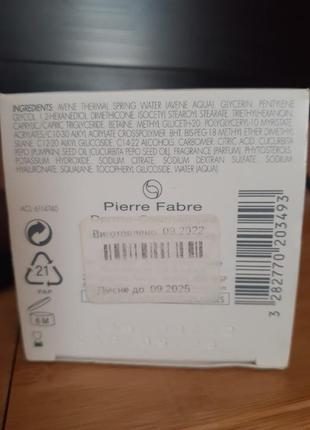 INGREDIENTS: AVENE THERMAL SPRING WATER (AVENE AQUA), GLYCERIN, PENTYLENE
GLYCOL, 1,2-HEXANEDIOL, DIMETHICONE, ISOCETYL STEAROYL STEARATE, TRIETHYLHEXANOIN,
CAPRYLIC/CAPRIC TRIGLYCERIDE, BETAINE, METHYL GLUCETH-20, POLYGLYCERYL-10 MYRISTATE,
ACRYLATES/C10-30 ALKYL ACRYLATE CROSSPOLYMER, BHT, BIS-PEG-18 METHYL ETHER DIMETHYL
SILANE, C12-20 ALKYL GLUCOSIDE, C14-22 ALCOHOLS, CARBOMER, CITRIC ACID, CUCURBITA
PEPO (PUMPKIN) SEED OIL (CUCURBITA PEPO SEED OIL), FRAGRANCE (PARFUM), PHYTOSTEROLS,
POTASSIUM HYDROXIDE, SODIUM CITRATE, SODIUM DEXTRAN SULFATE, SODIUM
HYALURONATE, SQUALANE, TOCOPHERYL GLUCOSIDE, WATER (AQUA).
Pierre Fabre
ACL 6114740
Виготовлено 09.2022
21
PAP
09.2025
6 M
3 282770 203493